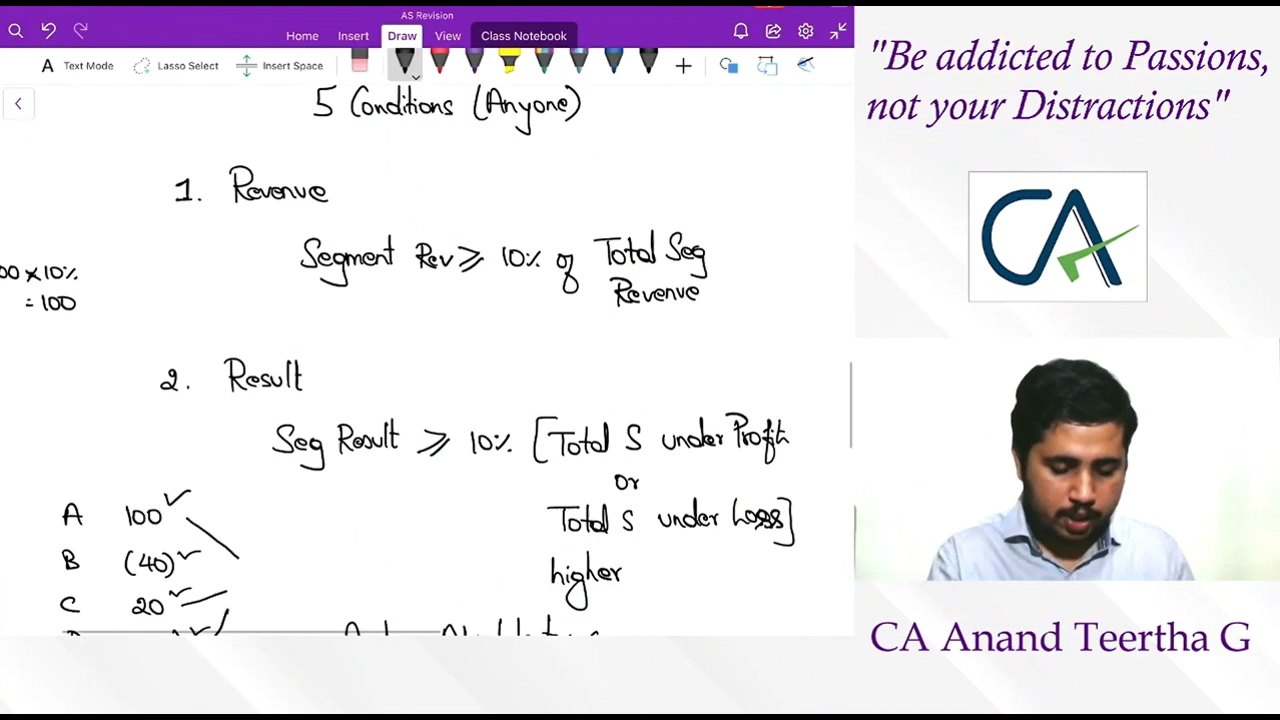 AS Revision
Home Insert Draw View Class Notebook
A Text Mode Lasso Select Insert Space
5 Conditions (Anyone)
1. Revenue
Segment Rev ⩾ 10% of Total Seg
Revenue
00 × 10%
= 100
2. Result
Seg Result ⩾ 10% [Total S under Profit
or
Total S under Loss]
higher
A 100 ✓
B (40) ✓
C 20 ✓
"Be addicted to Passions,
not your Distractions"
CA
CA Anand Teertha G